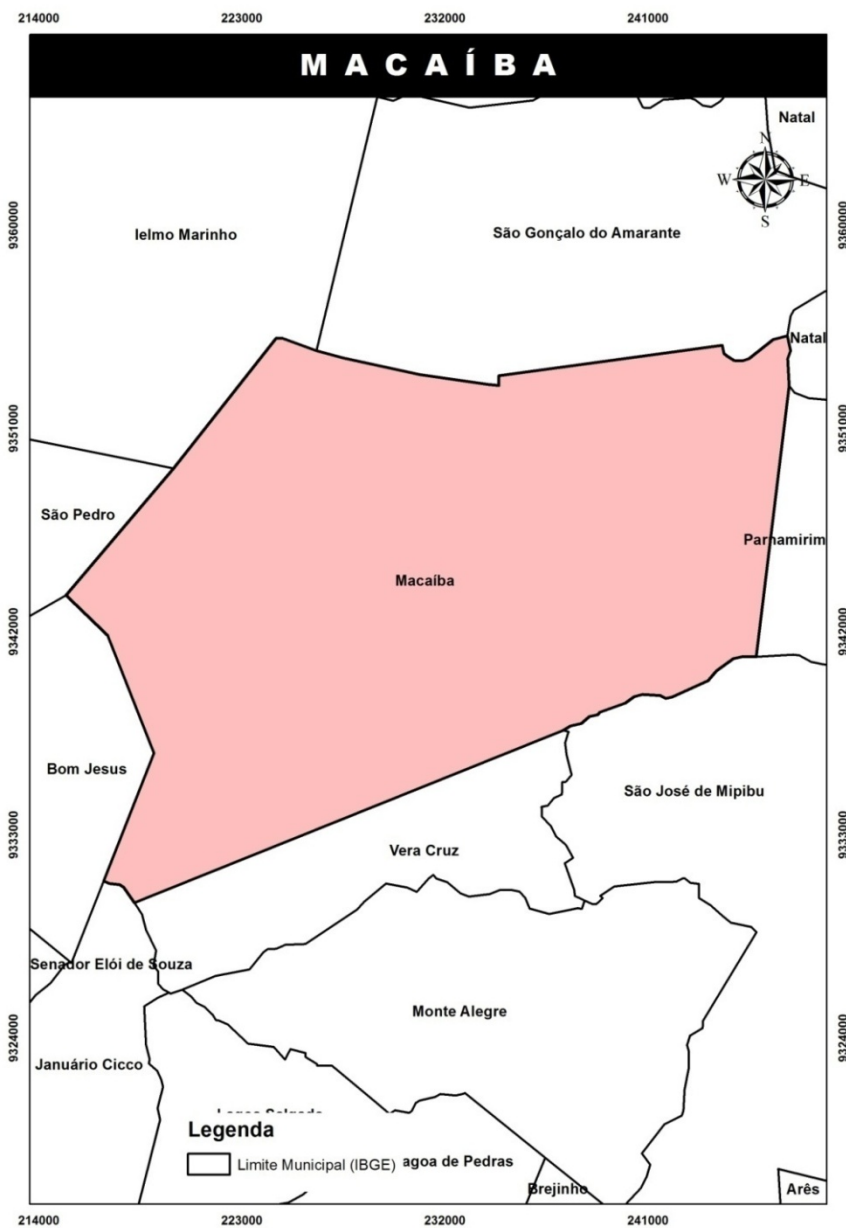 214000 223000 232000 241000
MACAÍBA
Natal
N
W E
S
9360000 Ielmo Marinho São Gonçalo do Amarante 9360000
Natal
9351000 9351000
São Pedro
Parnamirim
Macaíba
9342000 9342000
Bom Jesus
São José de Mipibu
9333000 Vera Cruz 9333000
Senador Elói de Souza
Monte Alegre
9324000 9324000
Januário Cicco
Legenda
Limite Municipal (IBGE) agoa de Pedras
Brejinho Arês
214000 223000 232000 241000